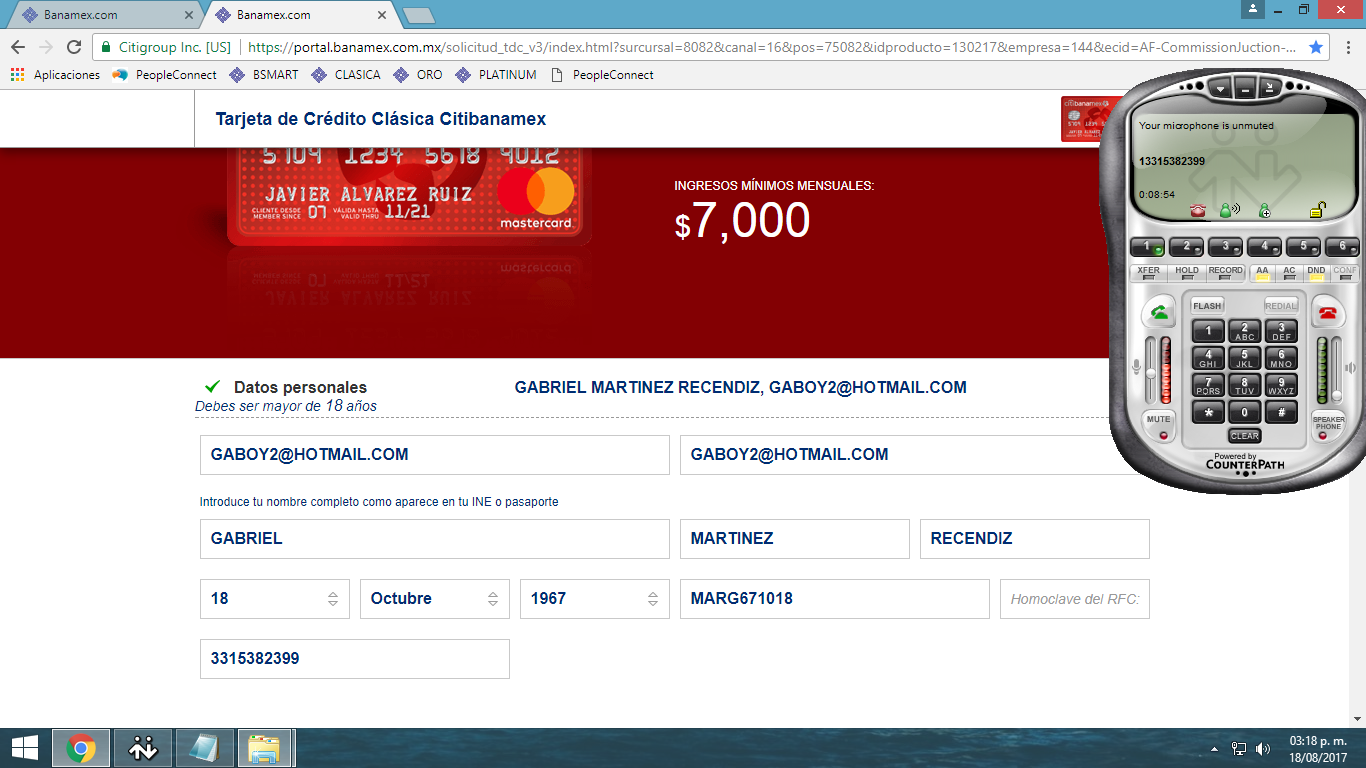 Banamex.com
Banamex.com
Citigroup Inc. [US]
https://portal.banamex.com.mx/solicitud_tdc_v3/index.html?sursursal=8082&canal=16&pos=75082&idproducto=130217&empresa=144&ecid=AF-CommissionJuction-...
Aplicaciones PeopleConnect BSMART CLASICA ORO PLATINUM PeopleConnect
Tarjeta de Crédito Clásica Citibanamex
citibanamex
5104 1234 5678 9012
JAVIER ALVAREZ RUIZ
CLIENTE DESDE MEMBER SINCE 07 VÁLIDA HASTA VALID THRU 11/21
mastercard
INGRESOS MÍNIMOS MENSUALES:
$7,000
Your microphone is unmuted
13315382399
0:08:54
1 2 3 4 5 6
XFER HOLD RECORD AA AC DND CONF
FLASH REDIAL
1 2 ABC 3 DEF
4 GHI 5 JKL 6 MNO
7 PQRS 8 TUV 9 WXYZ
* 0 #
MUTE
SPEAKER PHONE
CLEAR
Powered by
COUNTERPATH
Datos personales
GABRIEL MARTINEZ RECENDIZ, GABOY2@HOTMAIL.COM
Debes ser mayor de 18 años
GABOY2@HOTMAIL.COM GABOY2@HOTMAIL.COM
Introduce tu nombre completo como aparece en tu INE o pasaporte
GABRIEL MARTINEZ RECENDIZ
18 Octubre 1967 MARG671018 Homoclave del RFC:
3315382399
03:18 p. m.
18/08/2017